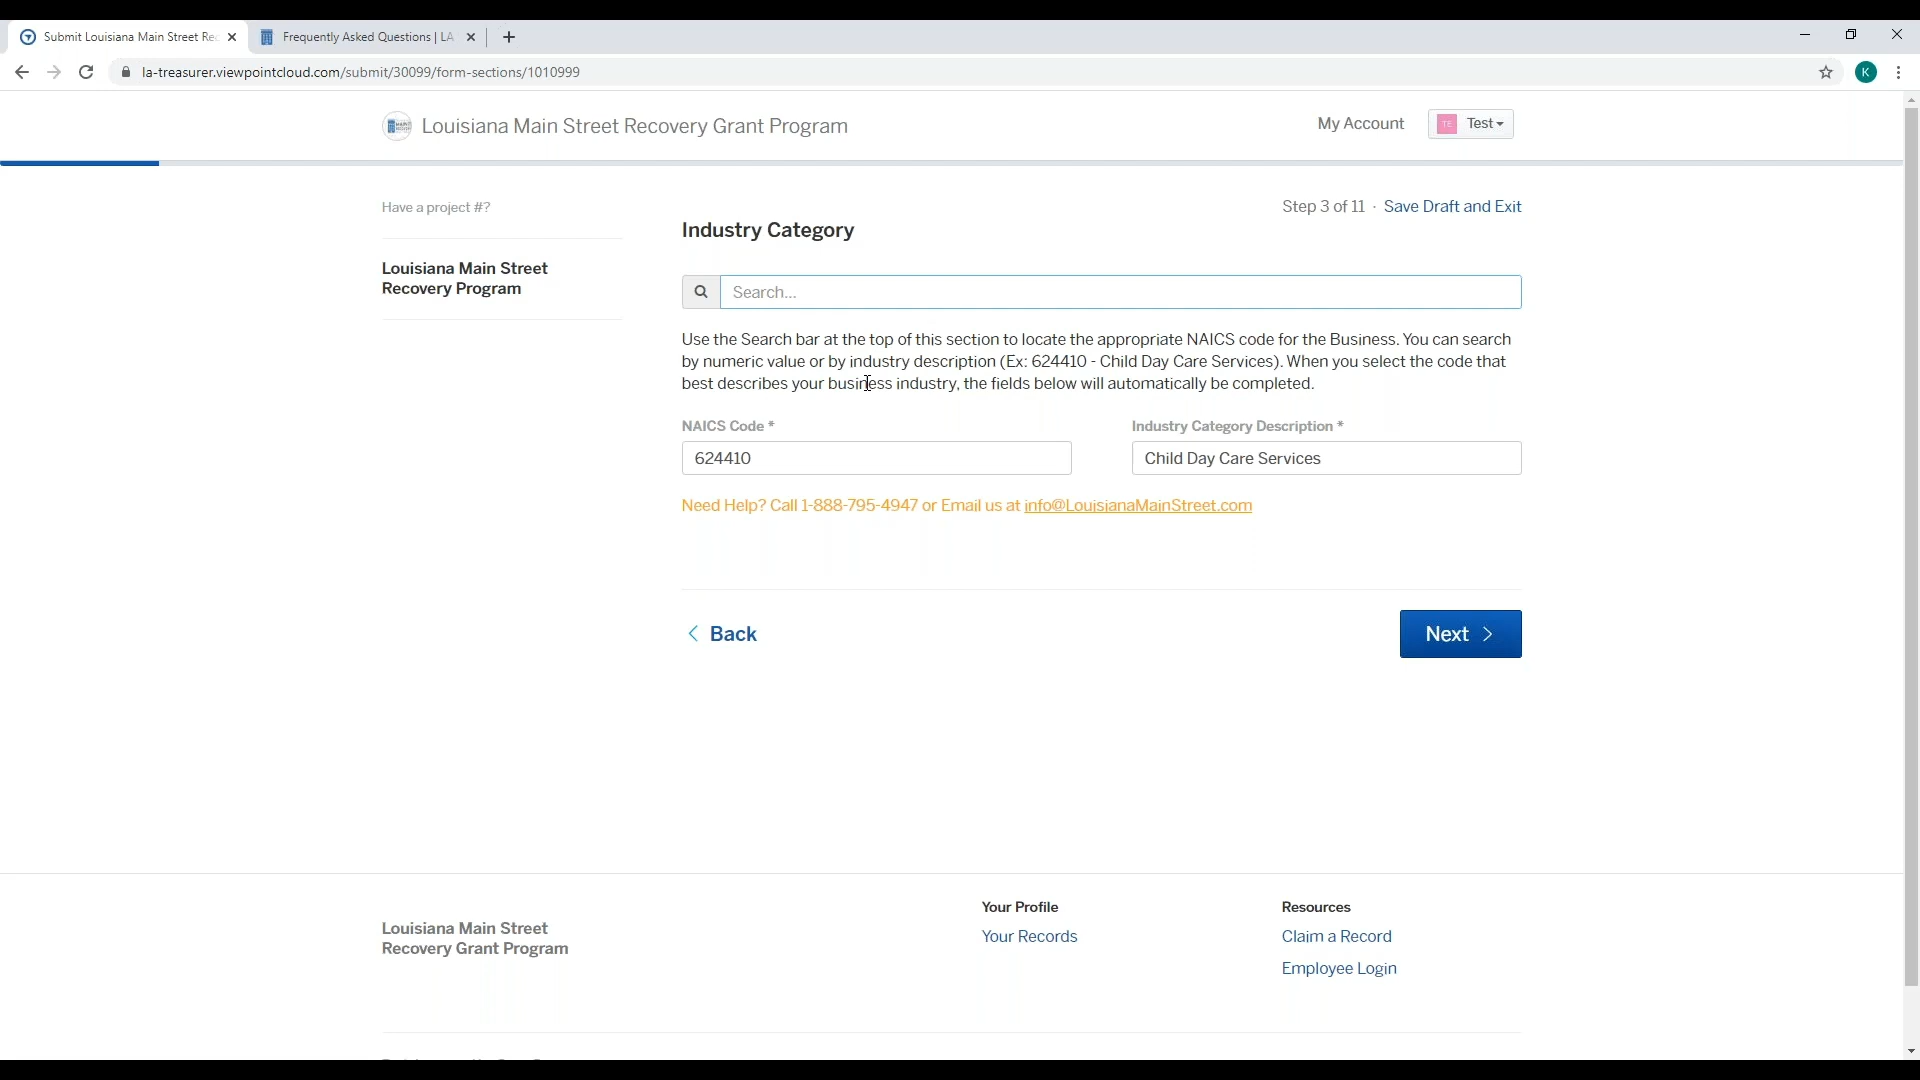 Submit Louisiana Main Street Re
Frequently Asked Questions | LA
la-treasurer.viewpointcloud.com/submit/30099/form-sections/1010999
K
Louisiana Main Street Recovery Grant Program
My Account
TE
Test
Have a project #?
Step 3 of 11 · Save Draft and Exit
Industry Category
Louisiana Main Street
Recovery Program
Search...
Use the Search bar at the top of this section to locate the appropriate NAICS code for the Business. You can search
by numeric value or by industry description (Ex: 624410 - Child Day Care Services). When you select the code that
best describes your business industry, the fields below will automatically be completed.
NAICS Code *
Industry Category Description *
624410
Child Day Care Services
Need Help? Call 1-888-795-4947 or Email us at info@LouisianaMainStreet.com
Back
Next
Your Profile
Resources
Louisiana Main Street
Recovery Grant Program
Your Records
Claim a Record
Employee Login